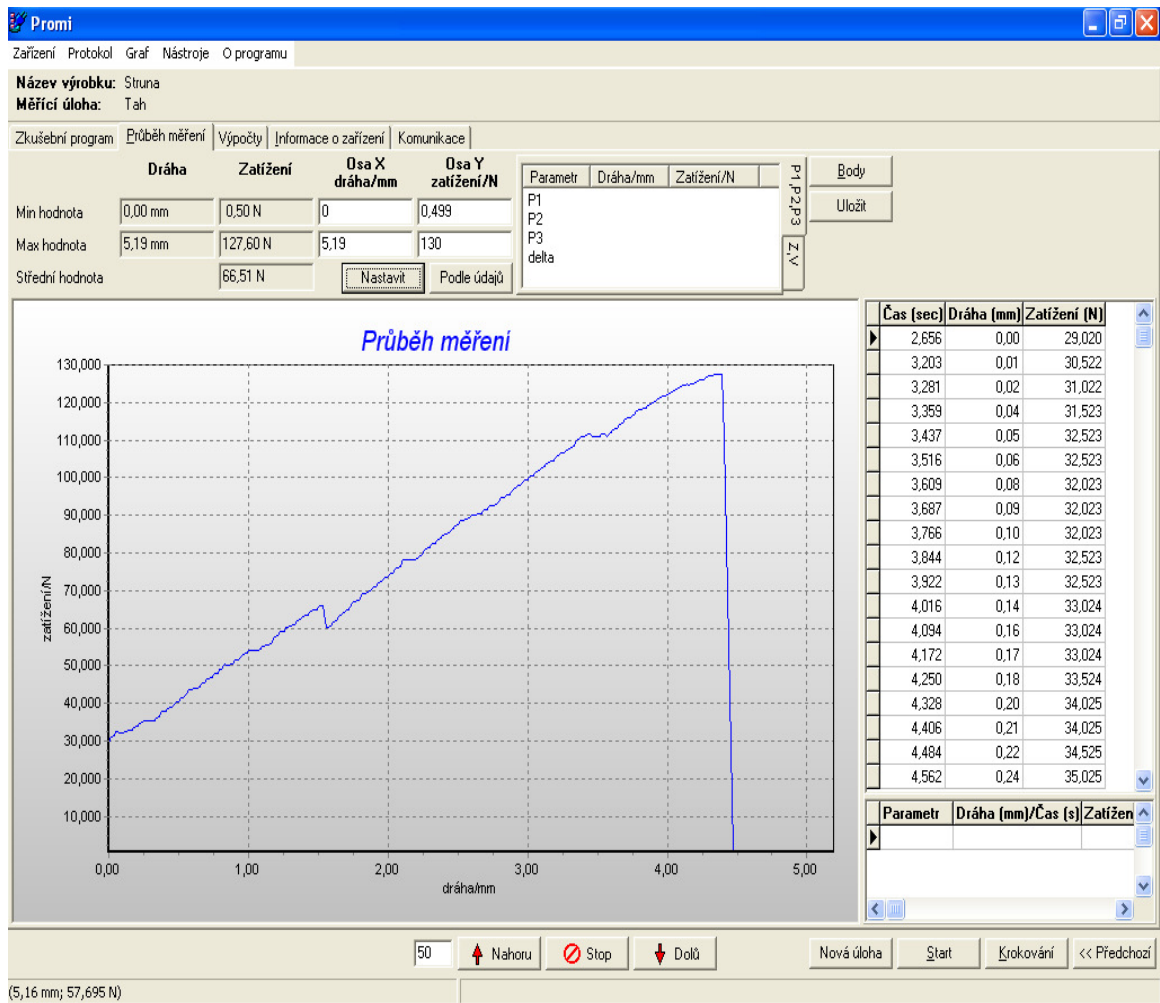 Promi
Zařízení Protokol Graf Nástroje O programu
Název výrobku: Struna
Měřící úloha: Tah
Zkušební program Průběh měření Výpočty Informace o zařízení Komunikace
Dráha Zatížení Osa X dráha/mm Osa Y zatížení/N
Min hodnota 0,00 mm 0,50 N 0 0,499
Max hodnota 5,19 mm 127,60 N 5,19 130
Střední hodnota 66,51 N Nastavit Podle údajů
Parametr Dráha/mm Zatížení/N
P1
P2
P3
delta
P1,P2,P3
Z,V
Body
Uložit
Průběh měření
130,000
120,000
110,000
100,000
90,000
80,000
70,000
60,000
50,000
40,000
30,000
20,000
10,000
zatížení/N
0,00 1,00 2,00 3,00 4,00 5,00
dráha/mm
Čas (sec) Dráha (mm) Zatížení (N)
2,656 0,00 29,020
3,203 0,01 30,522
3,281 0,02 31,022
3,359 0,04 31,523
3,437 0,05 32,523
3,516 0,06 32,523
3,609 0,08 32,023
3,687 0,09 32,023
3,766 0,10 32,023
3,844 0,12 32,523
3,922 0,13 32,523
4,016 0,14 33,024
4,094 0,16 33,024
4,172 0,17 33,024
4,250 0,18 33,524
4,328 0,20 34,025
4,406 0,21 34,025
4,484 0,22 34,525
4,562 0,24 35,025
Parametr Dráha (mm)/Čas (s) Zatížen
50 Nahoru Stop Dolů Nová úloha Start Krokování << Předchozí
(5,16 mm; 57,695 N)